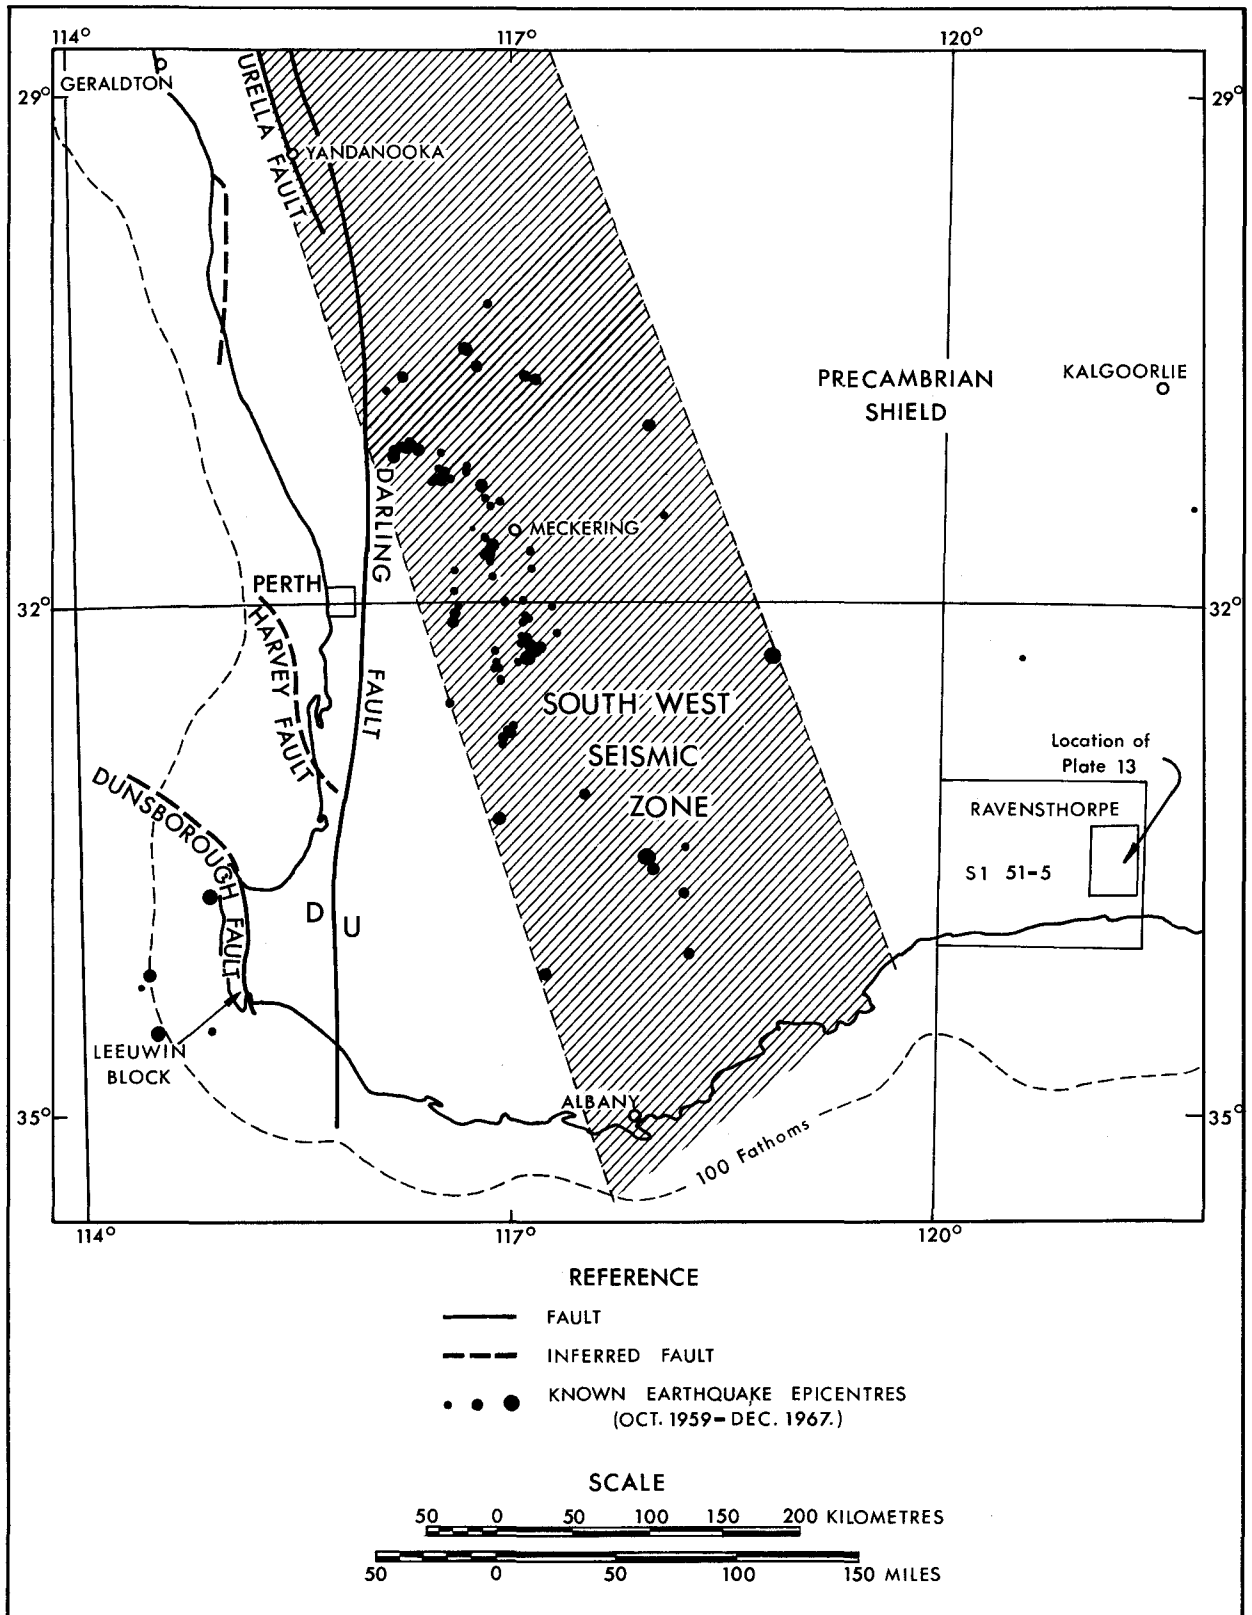 114°
117°
120°
GERALDTON
29°
29°
URELLA FAULT
YANDANOOKA
PRECAMBRIAN
SHIELD
KALGOORLIE
DARLING
FAULT
MECKERING
PERTH
32°
32°
HARVEY FAULT
SOUTH WEST
SEISMIC
ZONE
Location of
Plate 13
RAVENSTHORPE
S1 51-5
DUNSBOROUGH FAULT
D
U
LEEUWIN
BLOCK
ALBANY
35°
35°
100 Fathoms
114°
117°
120°
REFERENCE
FAULT
INFERRED FAULT
KNOWN EARTHQUAKE EPICENTRES
(OCT. 1959-DEC. 1967.)
SCALE
50 0 50 100 150 200 KILOMETRES
50 0 50 100 150 MILES